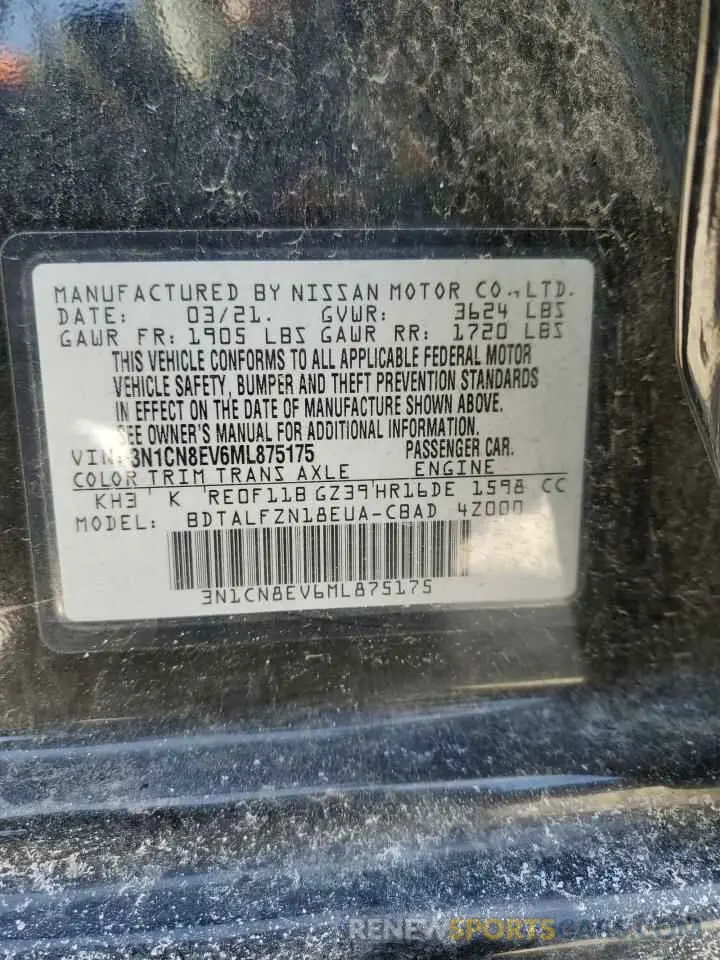 MANUFACTURED BY NISSAN MOTOR CO., LTD.
DATE: 03/21. GVWR: 3624 LBS
GAWR FR: 1905 LBS GAWR RR: 1720 LBS
THIS VEHICLE CONFORMS TO ALL APPLICABLE FEDERAL MOTOR
VEHICLE SAFETY, BUMPER AND THEFT PREVENTION STANDARDS
IN EFFECT ON THE DATE OF MANUFACTURE SHOWN ABOVE.
SEE OWNER'S MANUAL FOR ADDITIONAL INFORMATION.
VIN: 3N1CN8EV6ML875175 PASSENGER CAR.
COLOR TRIM TRANS AXLE ENGINE
KH3 K RE0F11B GZ39 HR16DE 1598 CC
MODEL: BDTALFZN18EUA-CBAD 4Z000
3N1CN8EV6ML875175
RENEWSPORTSCARS.COM